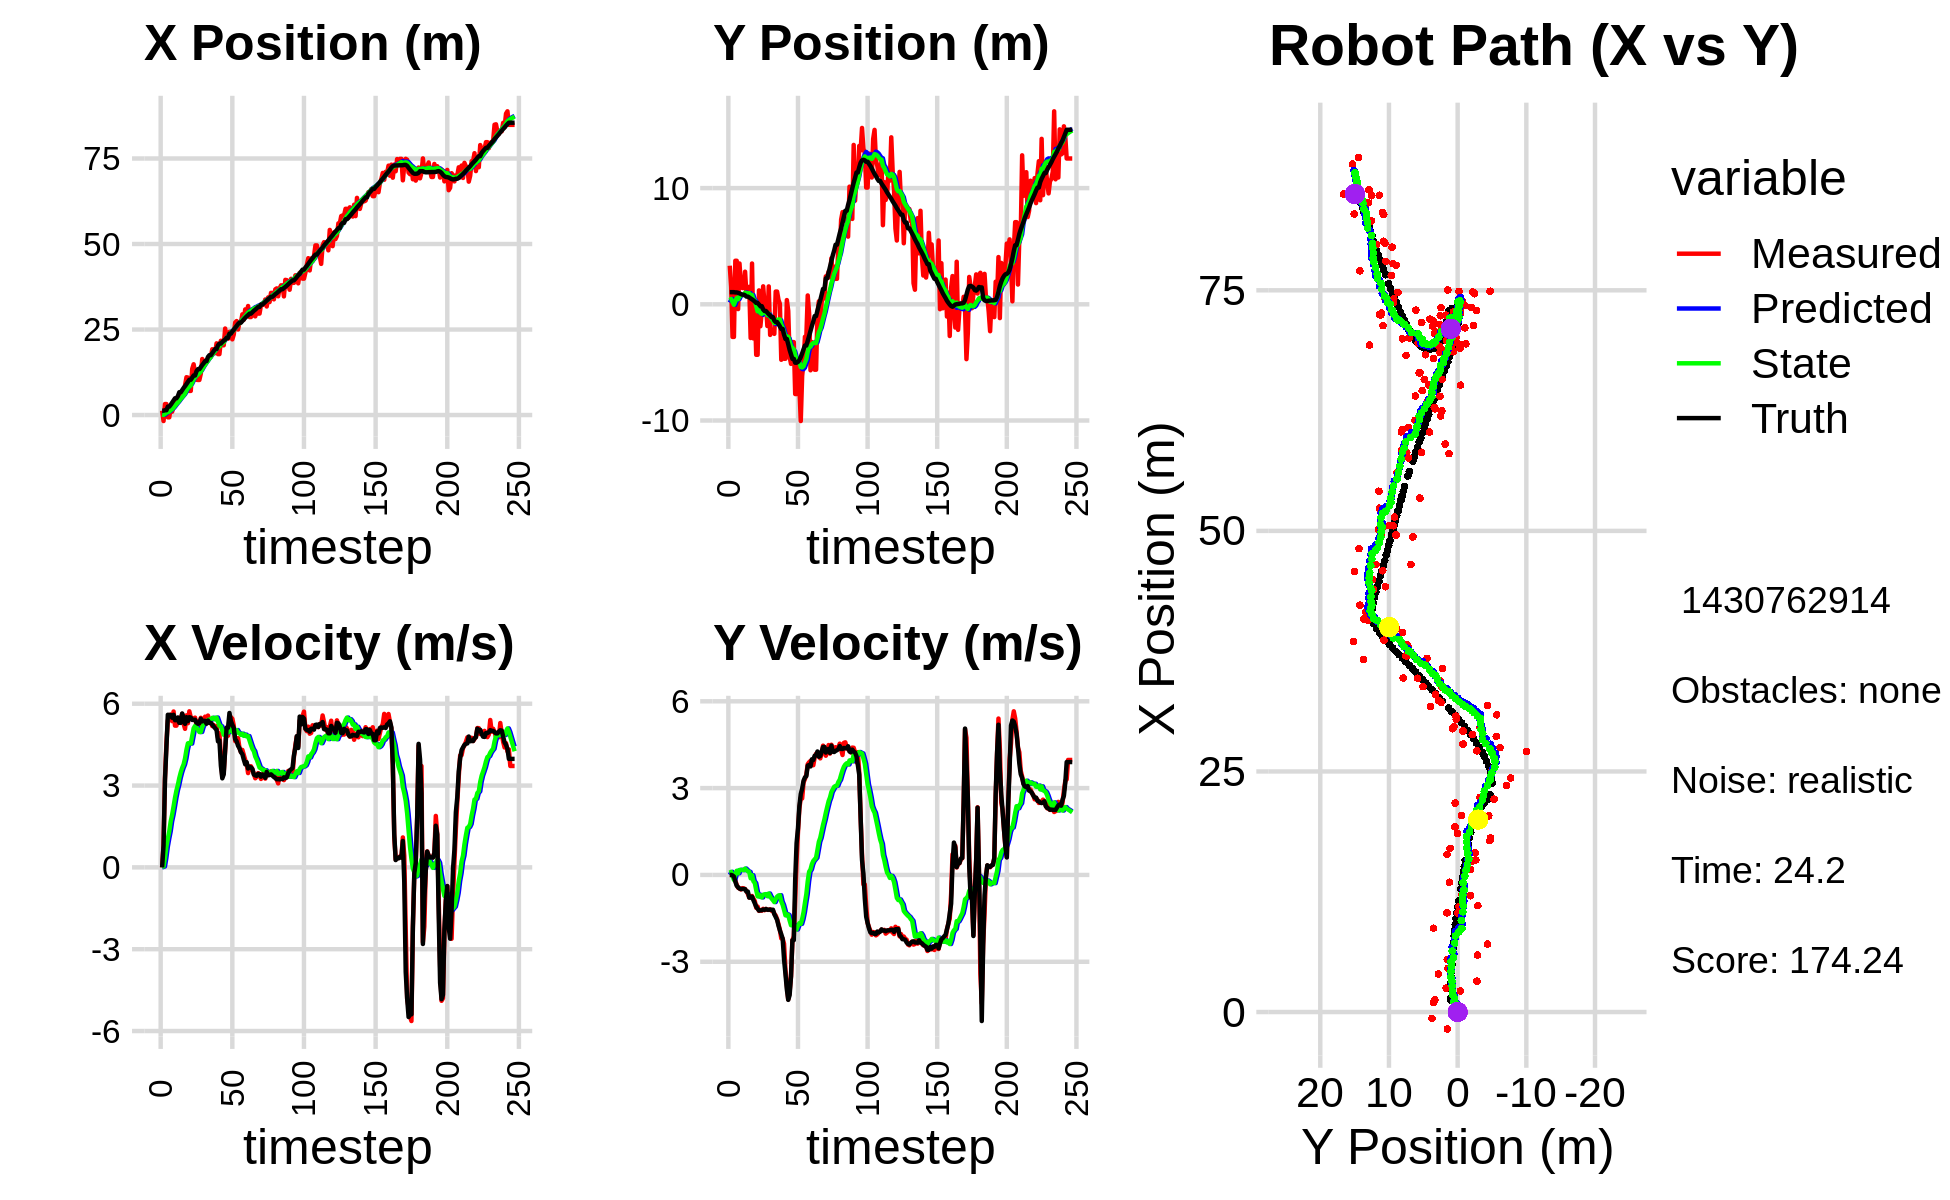 X Position (m)
75
50
25
0
0 50 100 150 200 250
timestep
Y Position (m)
10
0
-10
0 50 100 150 200 250
timestep
X Velocity (m/s)
6
3
0
-3
-6
0 50 100 150 200 250
timestep
Y Velocity (m/s)
6
3
0
-3
0 50 100 150 200 250
timestep
Robot Path (X vs Y)
X Position (m)
75
50
25
0
20 10 0 -10 -20
Y Position (m)
variable
Measured
Predicted
State
Truth
1430762914
Obstacles: none
Noise: realistic
Time: 24.2
Score: 174.24